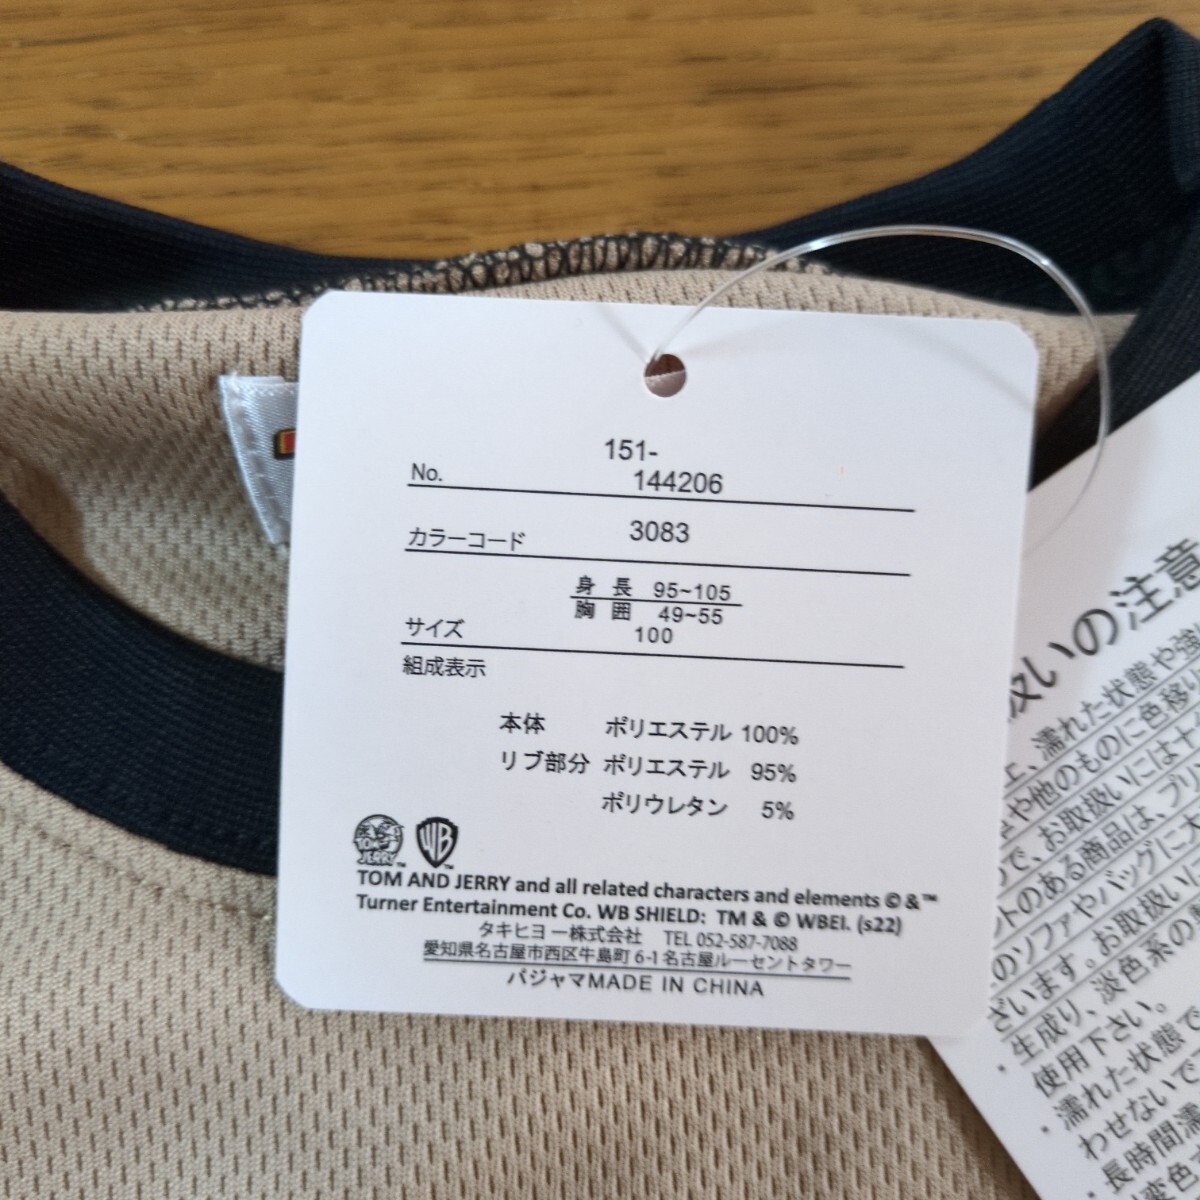 151-
No. 144206
カラーコード 3083
身長 95~105
胸囲 49~55
サイズ 100
組成表示
本体 ポリエステル 100%
リブ部分 ポリエステル 95%
ポリウレタン 5%
TOM AND JERRY™ WB™
TOM AND JERRY and all related characters and elements © &™
Turner Entertainment Co. WB SHIELD: TM & © WBEI. (s22)
タキヒヨー株式会社 TEL 052-587-7088
愛知県名古屋市西区牛島町6-1名古屋ルーセントタワー
パジャマMADE IN CHINA
扱いの注意
、濡れた状態や強
や他のものに色移り
で、お取扱いには十
トのある商品は、プリ
のソファやバッグに
ざいます。お取扱い
・生成り、淡色系の
使用下さい。
・濡れた状態で
わせないで
・長時間濡
変色